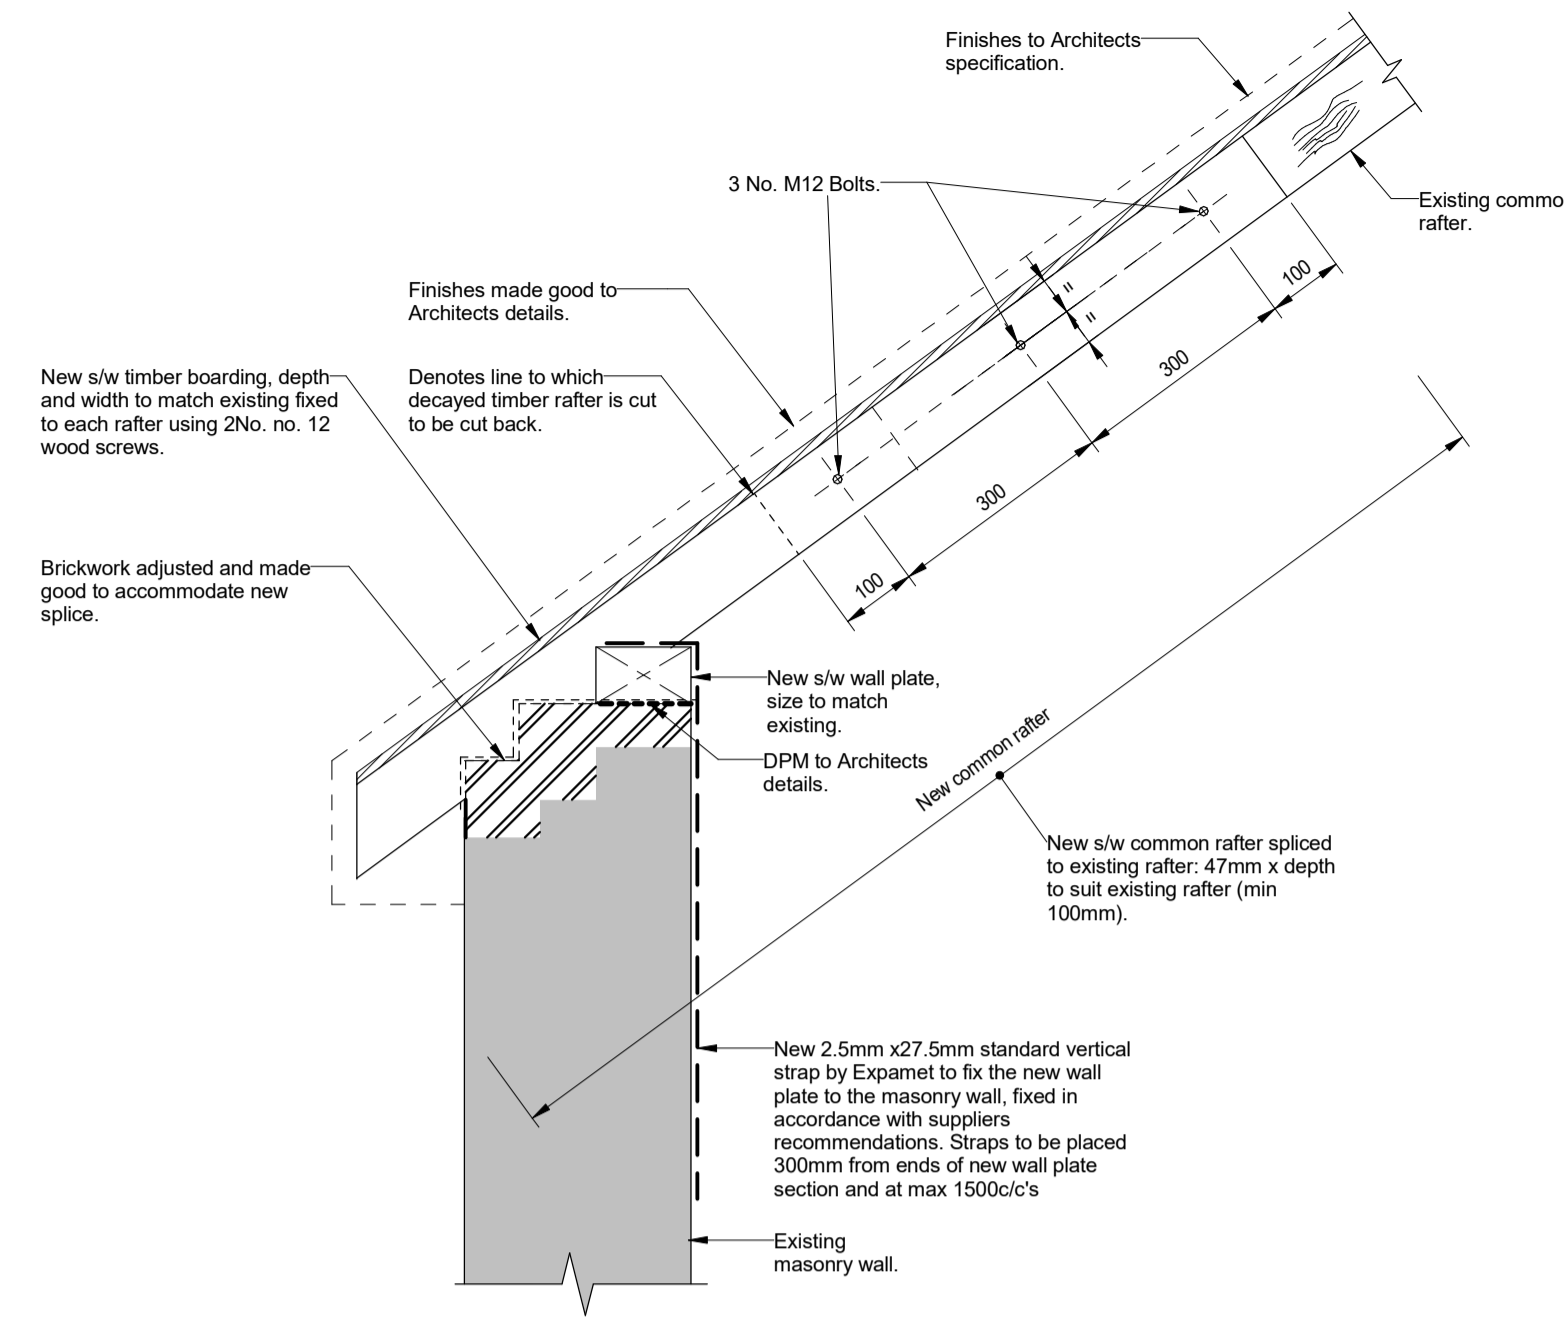 Finishes to Architects
specification.
3 No. M12 Bolts.
Existing commo
rafter.
100
Finishes made good to
Architects details.
=
=
300
New s/w timber boarding, depth
and width to match existing fixed
to each rafter using 2No. no. 12
wood screws.
Denotes line to which
decayed timber rafter is cut
to be cut back.
300
Brickwork adjusted and made
good to accommodate new
splice.
100
New s/w wall plate,
size to match
existing.
DPM to Architects
details.
New common rafter
New s/w common rafter spliced
to existing rafter: 47mm x depth
to suit existing rafter (min
100mm).
New 2.5mm x27.5mm standard vertical
strap by Expamet to fix the new wall
plate to the masonry wall, fixed in
accordance with suppliers
recommendations. Straps to be placed
300mm from ends of new wall plate
section and at max 1500c/c's
Existing
masonry wall.